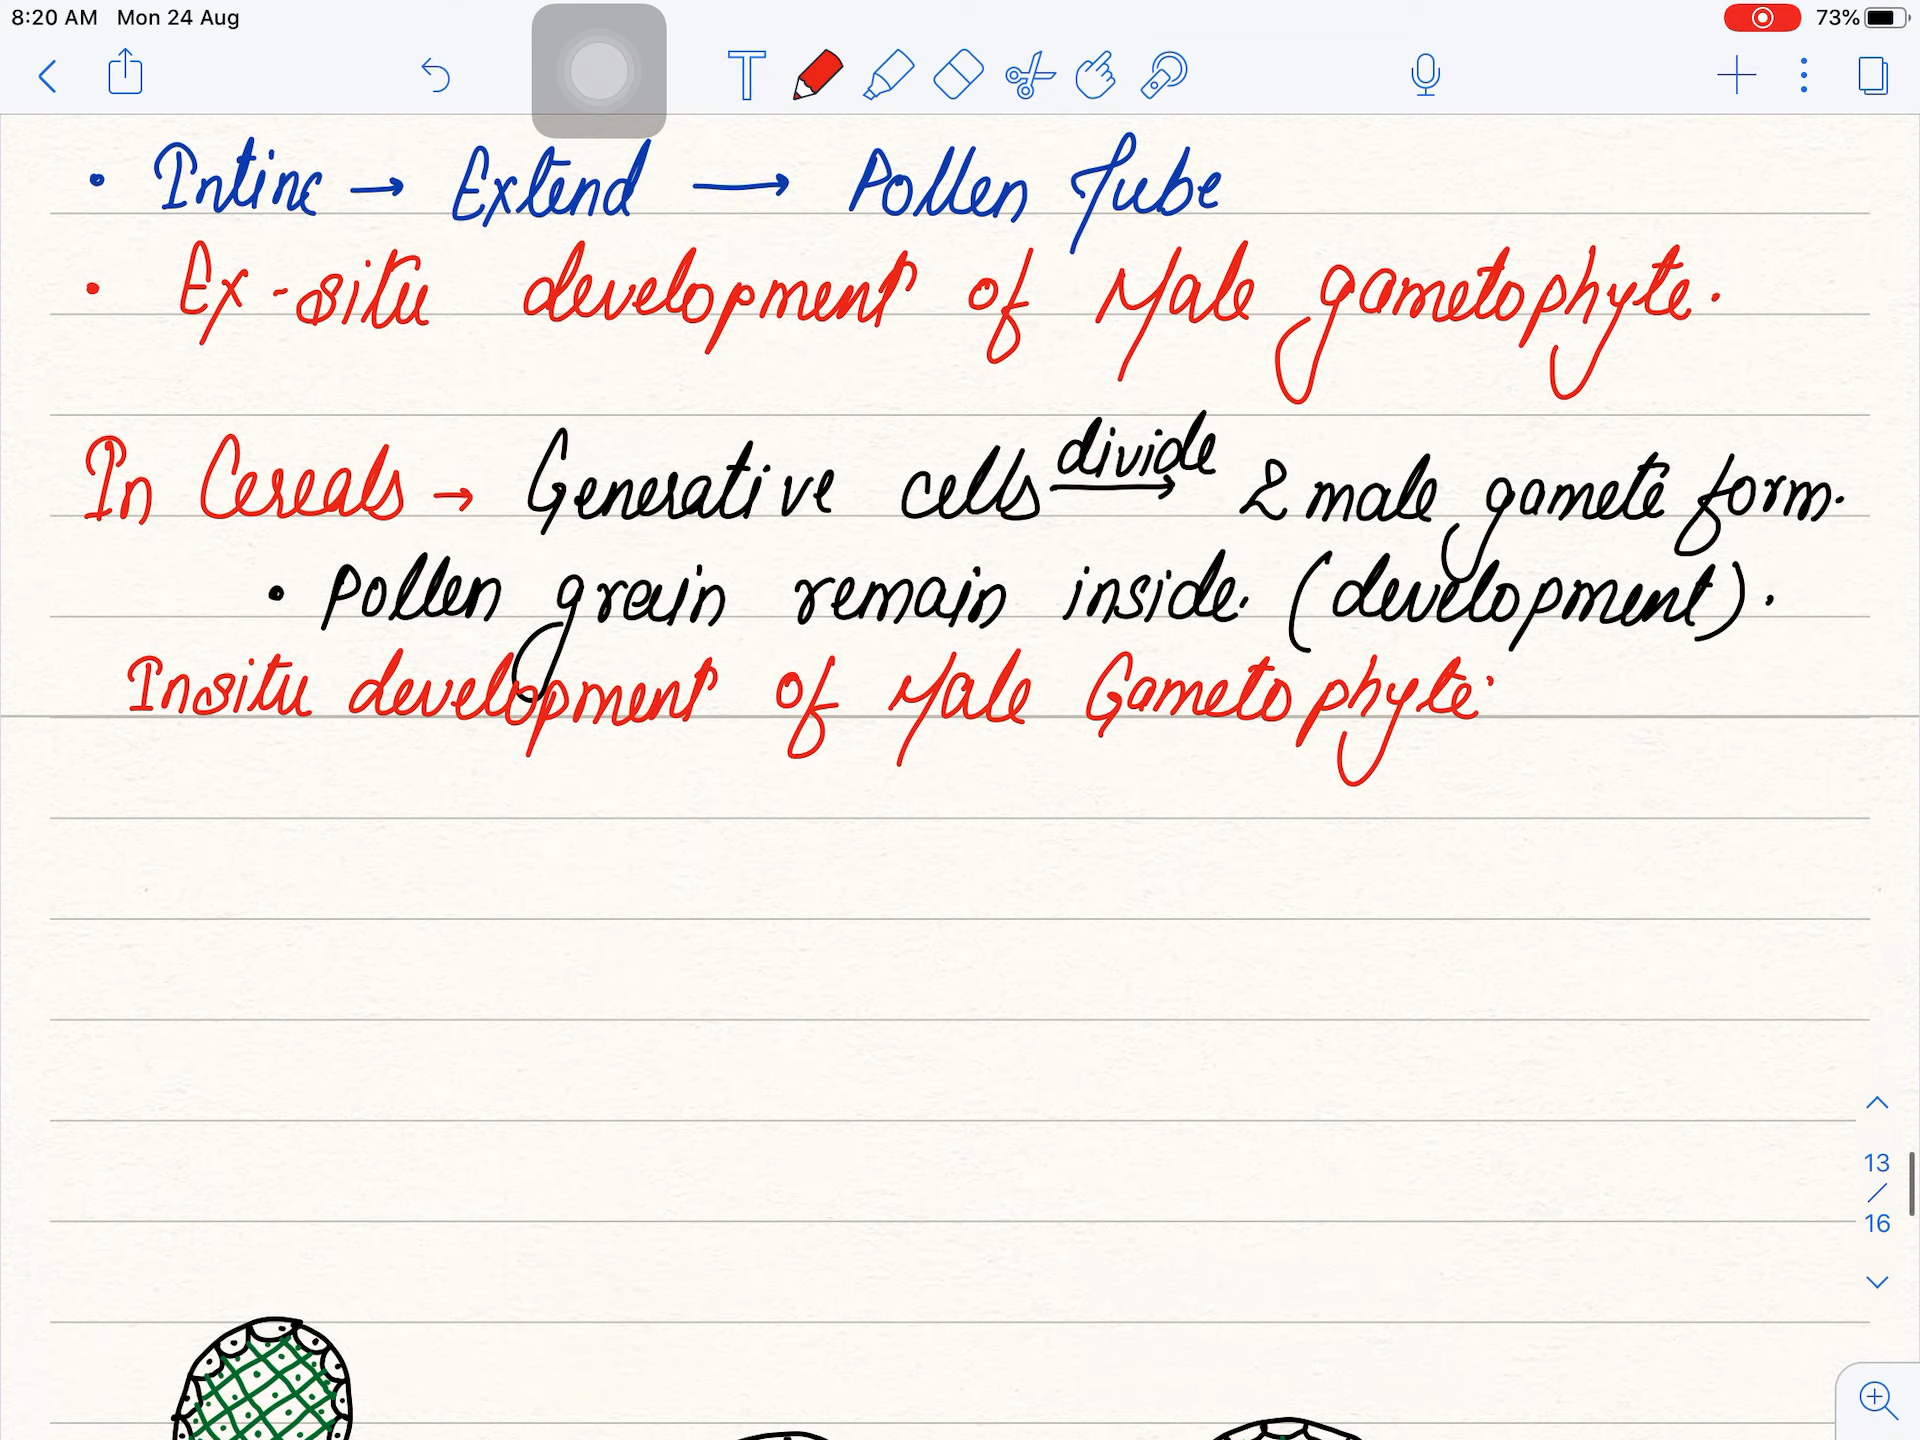 8:20 AM Mon 24 Aug 73%
T
• Intine → Extend → Pollen Tube
• Ex-situ development of Male gametophyte.
In Cereals → Generative cells divide → 2 male gamete form.
• pollen grain remain inside. (development).
Insitu development of Male Gametophyte.
13
/
16